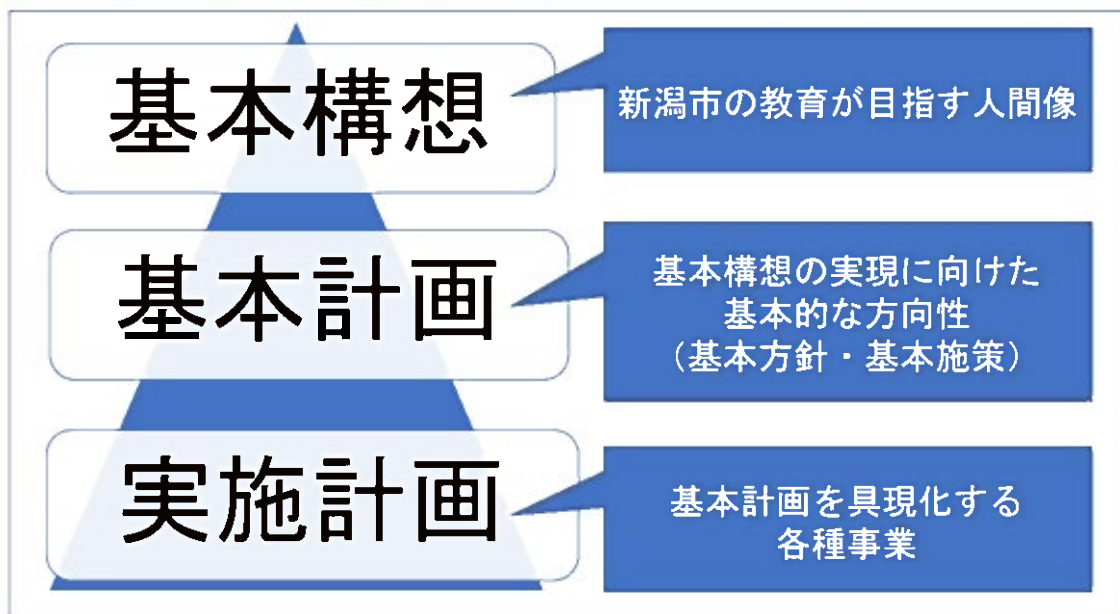 基本構想
新潟市の教育が目指す人間像
基本計画
基本構想の実現に向けた
基本的な方向性
（基本方針・基本施策）
実施計画
基本計画を具現化する
各種事業